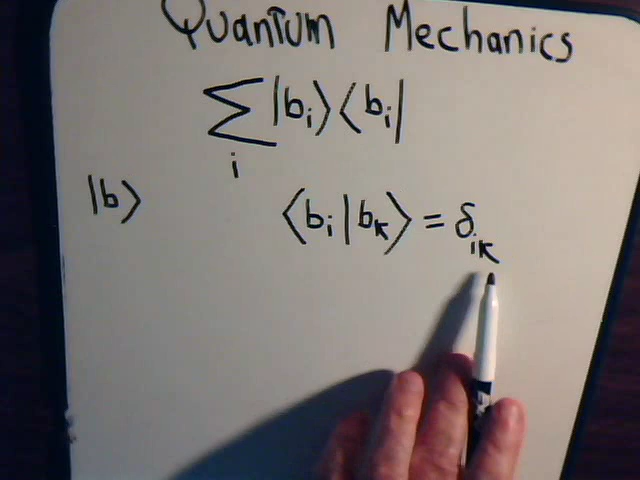 Quantum Mechanics
∑ |bᵢ⟩⟨bᵢ|
i
|b⟩ ⟨bᵢ|bₖ⟩ = δᵢₖ